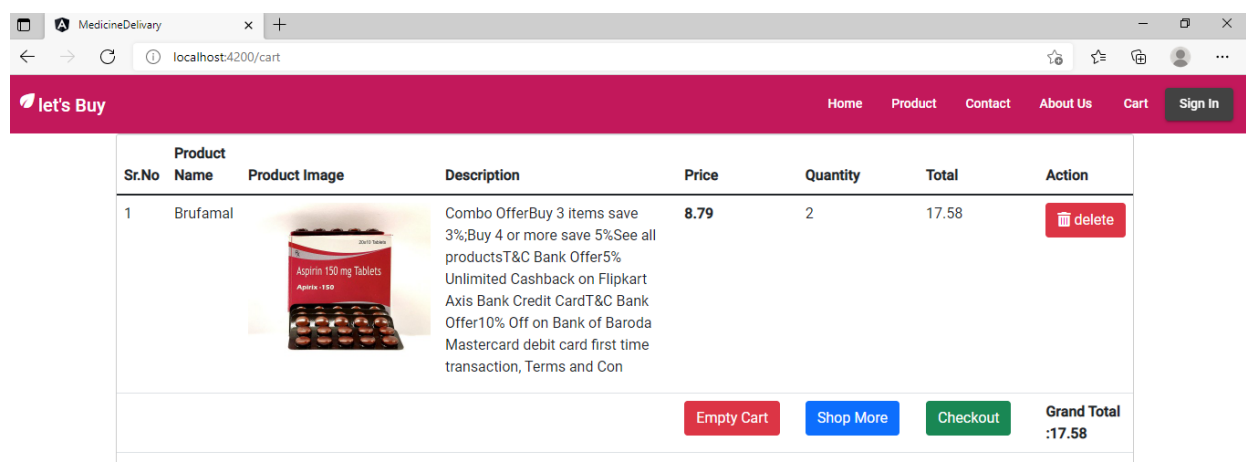 MedicineDelivary
localhost:4200/cart
let's Buy
Home Product Contact About Us Cart Sign In
Sr.No Product Name Product Image Description Price Quantity Total Action
1 Brufamal
20x10 Tablets
Aspirin 150 mg Tablets
Apirix -150
Combo OfferBuy 3 items save
3%;Buy 4 or more save 5%See all
productsT&C Bank Offer5%
Unlimited Cashback on Flipkart
Axis Bank Credit CardT&C Bank
Offer10% Off on Bank of Baroda
Mastercard debit card first time
transaction, Terms and Con
8.79 2 17.58 delete
Empty Cart Shop More Checkout Grand Total
:17.58